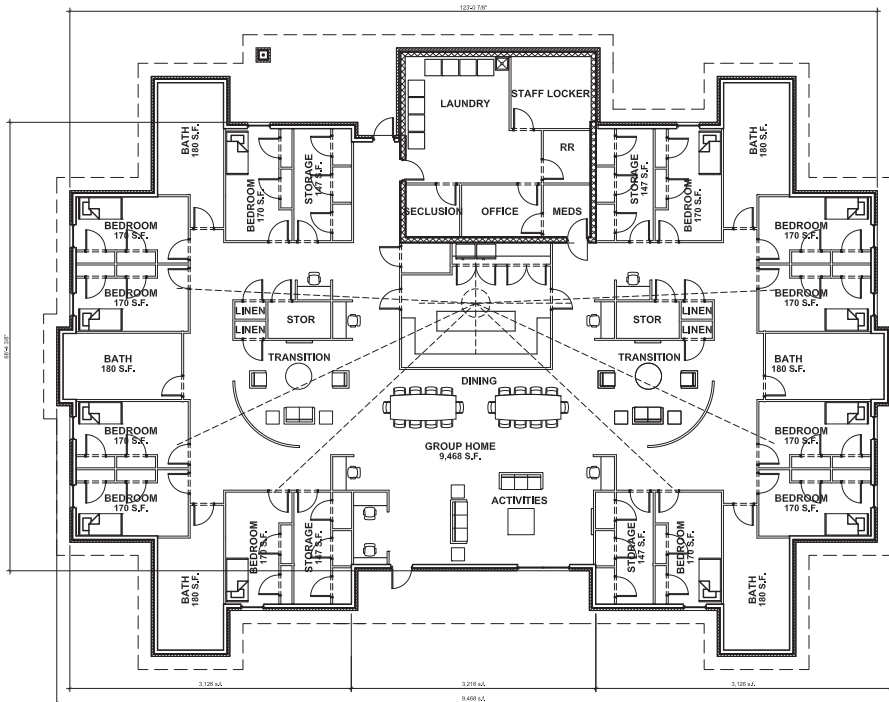 123'-0 7/8"
LAUNDRY
STAFF LOCKER
RR
BATH
180 S.F.
BEDROOM
170 S.F.
STORAGE
147 S.F.
STORAGE
147 S.F.
BEDROOM
170 S.F.
BATH
180 S.F.
SECLUSION
OFFICE
MEDS
BEDROOM
170 S.F.
BEDROOM
170 S.F.
BEDROOM
170 S.F.
BEDROOM
170 S.F.
LINEN
LINEN
STOR
STOR
LINEN
LINEN
BATH
180 S.F.
TRANSITION
DINING
TRANSITION
BATH
180 S.F.
BEDROOM
170 S.F.
GROUP HOME
9,468 S.F.
BEDROOM
170 S.F.
BEDROOM
170 S.F.
ACTIVITIES
BEDROOM
170 S.F.
BATH
180 S.F.
BEDROOM
170 S.F.
STORAGE
147 S.F.
STORAGE
147 S.F.
BEDROOM
170 S.F.
BATH
180 S.F.
3,126 s.f.
3,216 s.f.
3,126 s.f.
9,468 s.f.